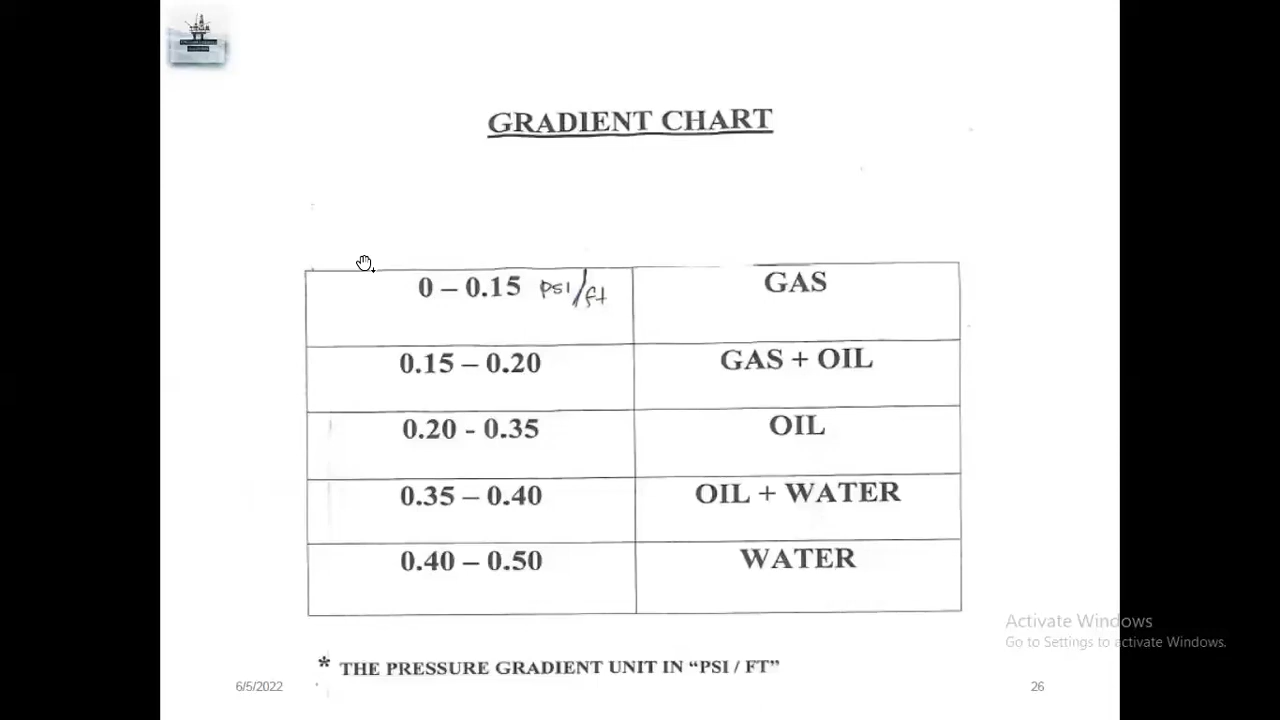 GRADIENT CHART
0 – 0.15 psi/ft GAS
0.15 – 0.20 GAS + OIL
0.20 - 0.35 OIL
0.35 – 0.40 OIL + WATER
0.40 – 0.50 WATER
* THE PRESSURE GRADIENT UNIT IN “PSI / FT”
Activate Windows
Go to Settings to activate Windows.
6/5/2022 26